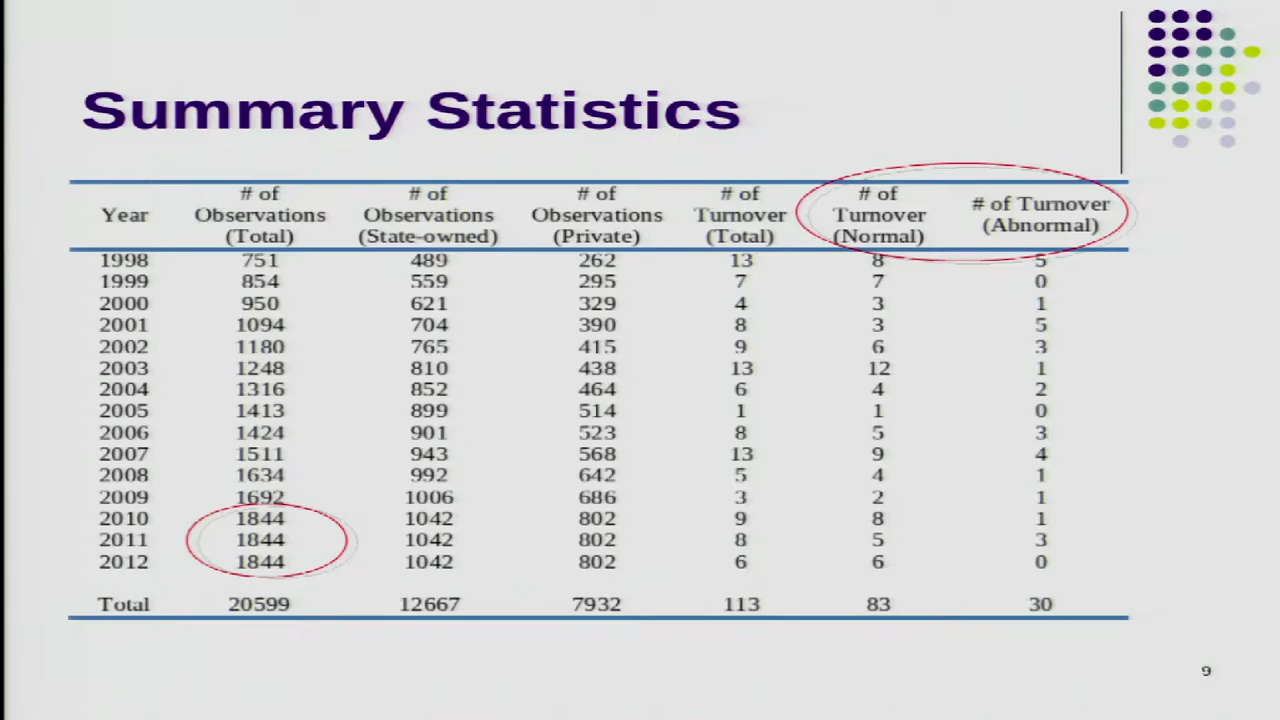 Summary Statistics
Year # of Observations (Total) # of Observations (State-owned) # of Observations (Private) # of Turnover (Total) # of Turnover (Normal) # of Turnover (Abnormal)
1998 751 489 262 13 8 5
1999 854 559 295 7 7 0
2000 950 621 329 4 3 1
2001 1094 704 390 8 3 5
2002 1180 765 415 9 6 3
2003 1248 810 438 13 12 1
2004 1316 852 464 6 4 2
2005 1413 899 514 1 1 0
2006 1424 901 523 8 5 3
2007 1511 943 568 13 9 4
2008 1634 992 642 5 4 1
2009 1692 1006 686 3 2 1
2010 1844 1042 802 9 8 1
2011 1844 1042 802 8 5 3
2012 1844 1042 802 6 6 0
Total 20599 12667 7932 113 83 30
9